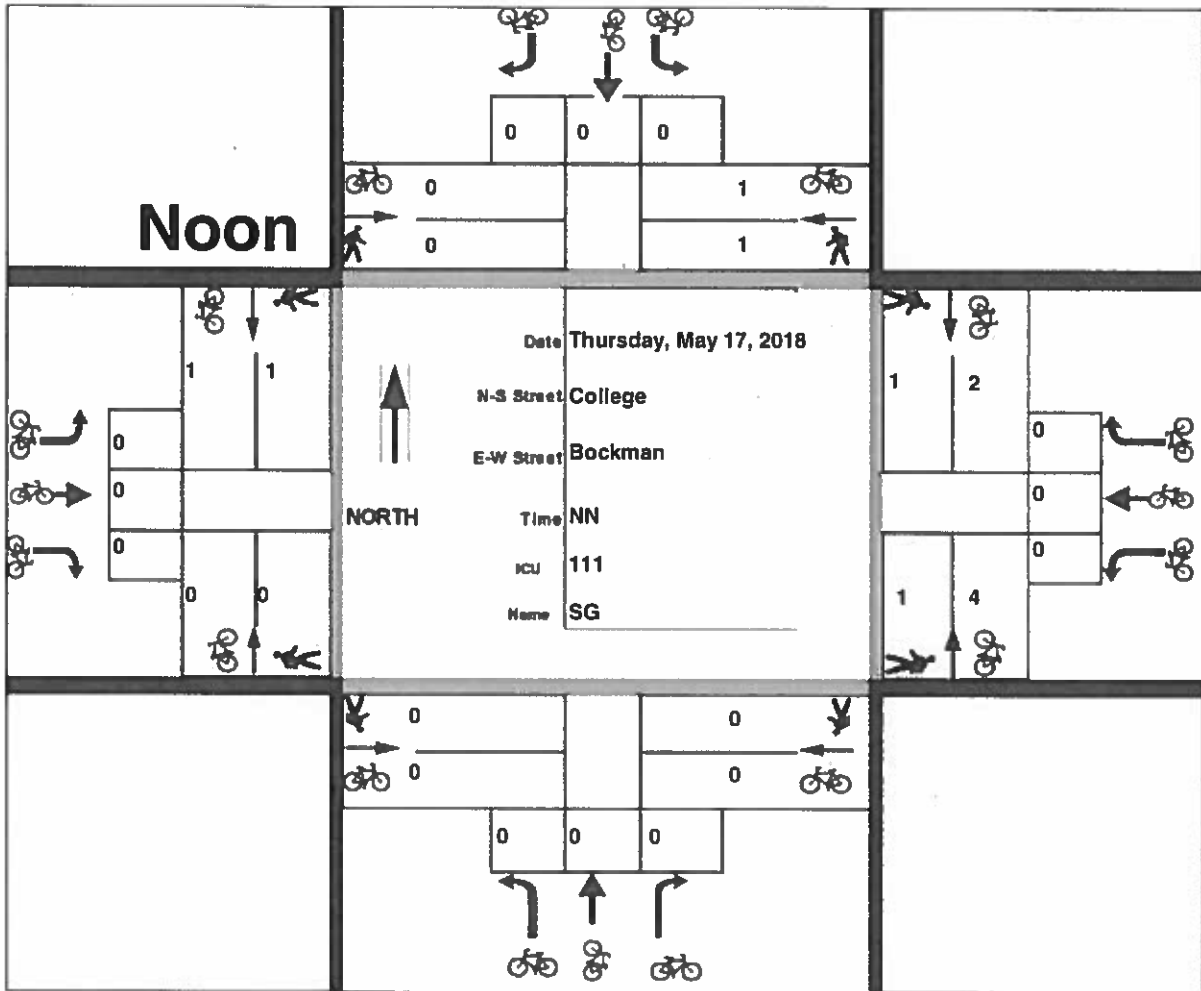 0 0 0
0 1
Noon
0 1
Date Thursday, May 17, 2018
1 1
1 2
N-S Street College
0
0
E-W Street Bockman
0
0
NORTH
Time NN
0
0
ICU 111
0 0
1 4
Name SG
0 0
0 0
0 0 0